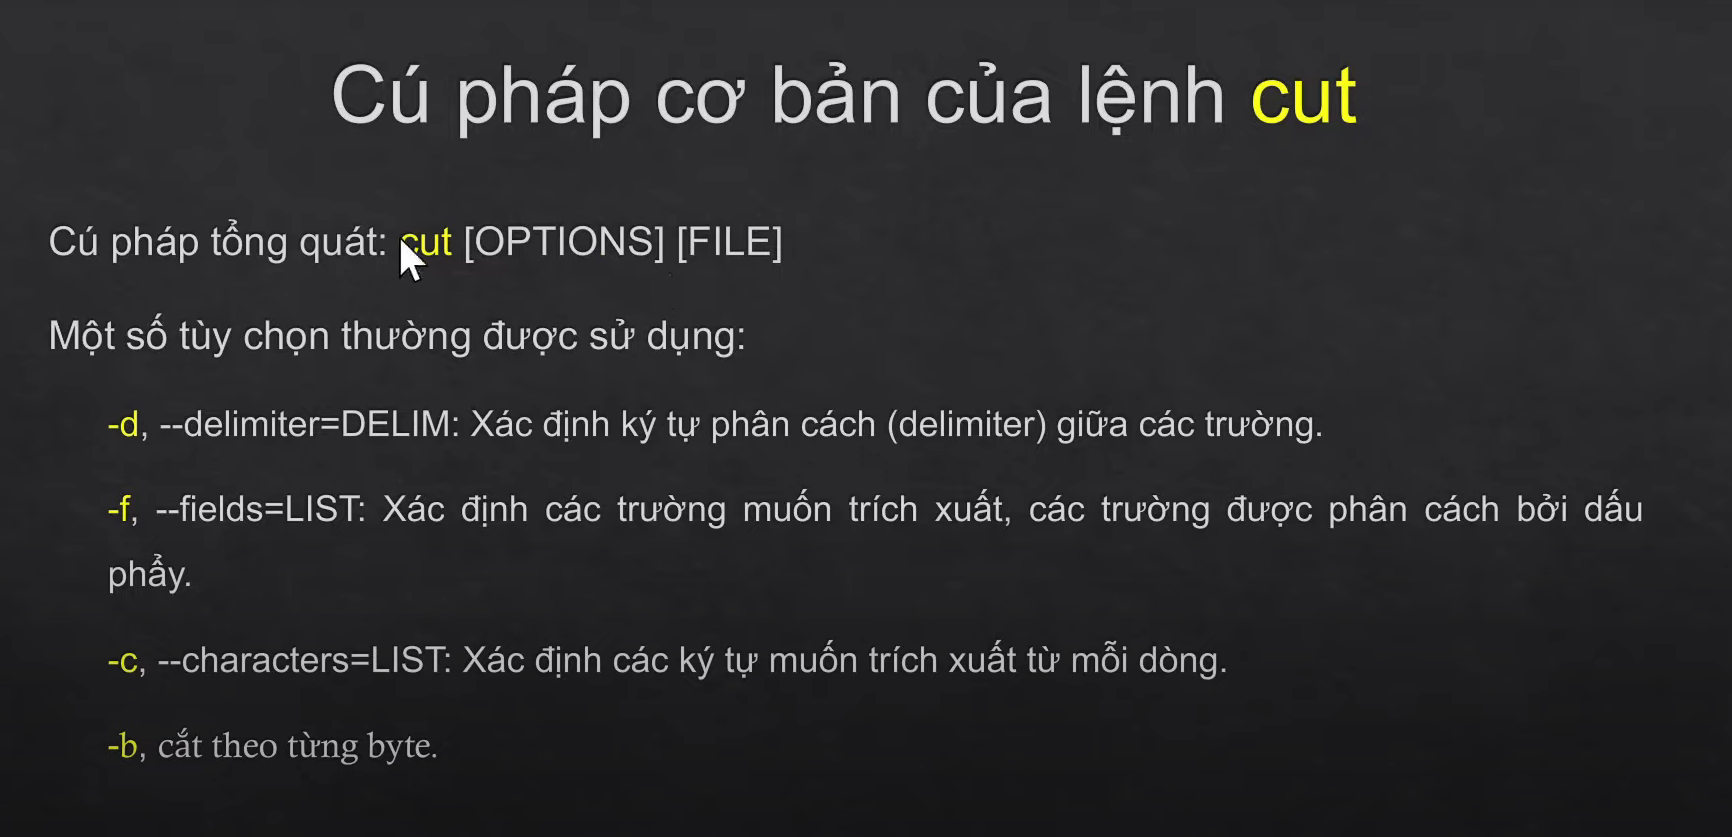 Cú pháp cơ bản của lệnh cut
Cú pháp tổng quát: cut [OPTIONS] [FILE]
Một số tùy chọn thường được sử dụng:
-d, --delimiter=DELIM: Xác định ký tự phân cách (delimiter) giữa các trường.
-f, --fields=LIST: Xác định các trường muốn trích xuất, các trường được phân cách bởi dấu
phẩy.
-c, --characters=LIST: Xác định các ký tự muốn trích xuất từ mỗi dòng.
-b, cắt theo từng byte.